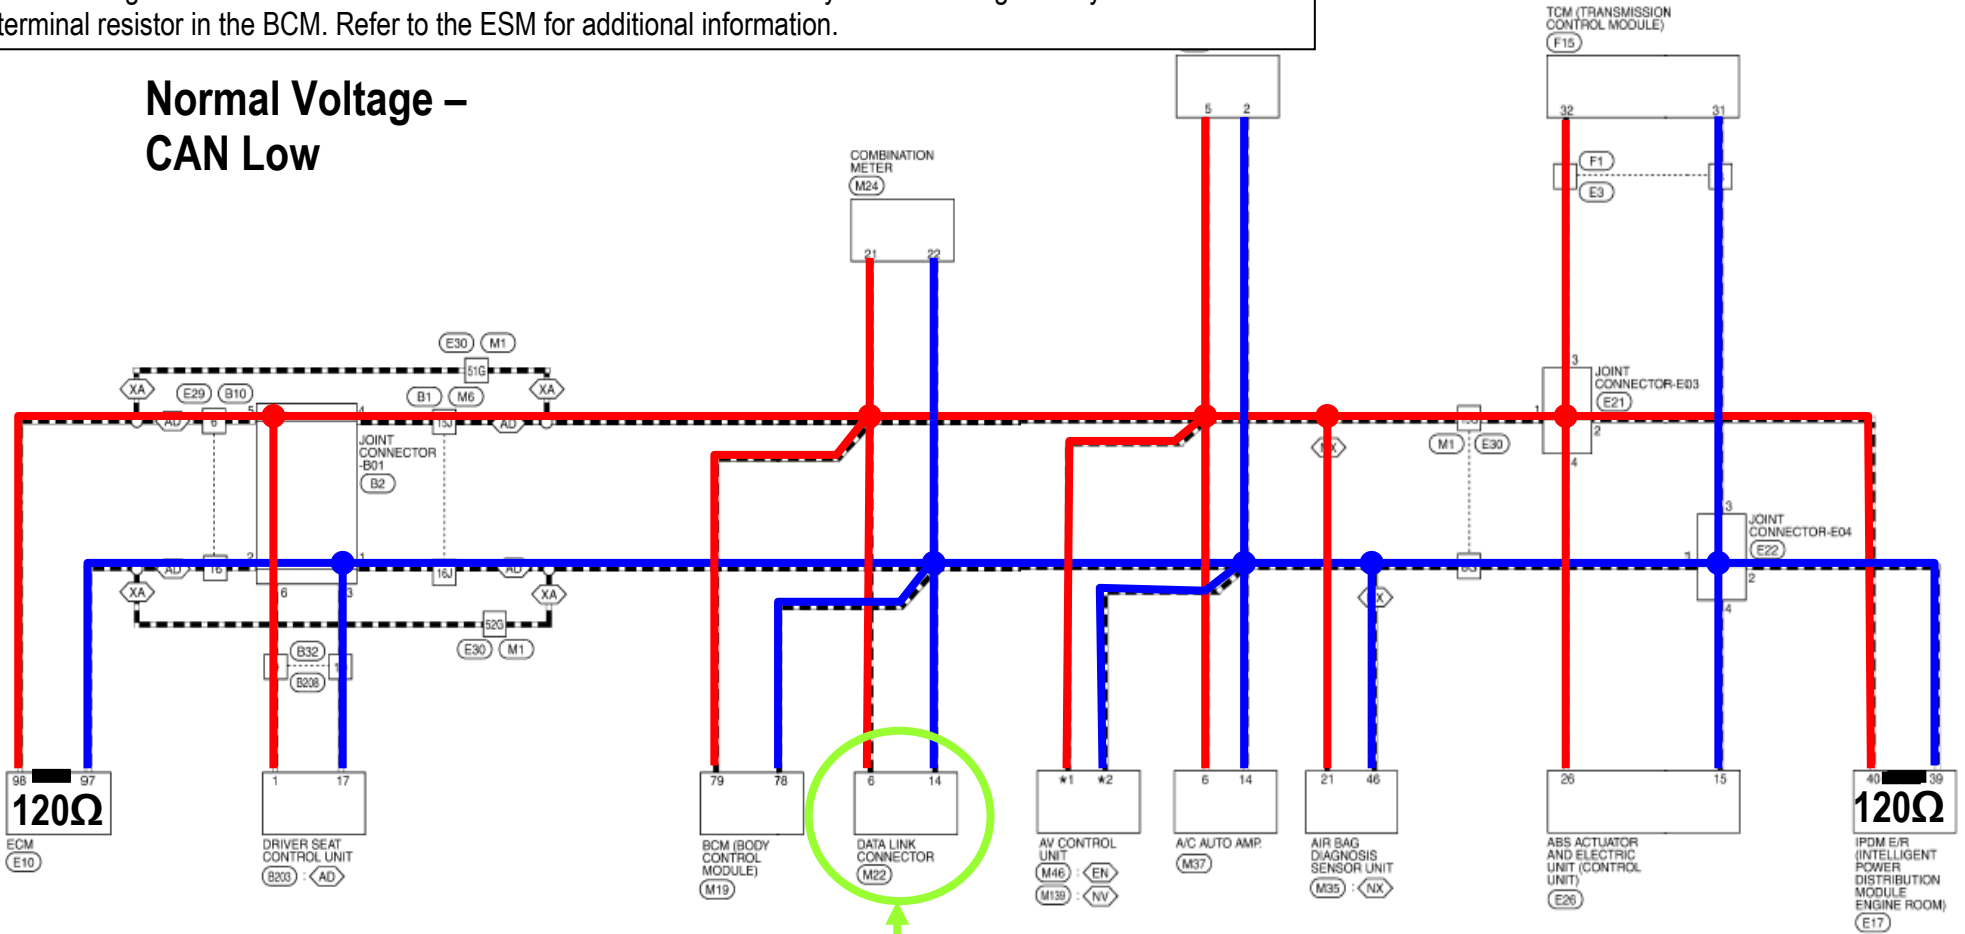 terminal resistor in the BCM. Refer to the ESM for additional information.
Normal Voltage –
CAN Low
TCM (TRANSMISSION
CONTROL MODULE)
F15
5 2
32 31
F1
E3
COMBINATION
METER
M24
21 22
E30 M1
51G
XA XA
E29 B10
B1 M6
5 4
AD 6 15J AD
JOINT
CONNECTOR
-B01
B2
3
JOINT
CONNECTOR-E03
E21
1
2
4
M1 E30
3
JOINT
CONNECTOR-E04
E22
1
2
4
2 1
AD 16 16J AD
XA XA
6 3
52G
E30 M1
B32
B208
98 97
120Ω
ECM
E10
1 17
DRIVER SEAT
CONTROL UNIT
B203 : AD
79 78
BCM (BODY
CONTROL
MODULE)
M19
6 14
DATA LINK
CONNECTOR
M22
*1 *2
AV CONTROL
UNIT
M46 : EN
M139 : NV
6 14
A/C AUTO AMP.
M37
21 46
AIR BAG
DIAGNOSIS
SENSOR UNIT
M35 : NX
26 15
ABS ACTUATOR
AND ELECTRIC
UNIT (CONTROL
UNIT)
E26
40 39
120Ω
IPDM E/R
(INTELLIGENT
POWER
DISTRIBUTION
MODULE
ENGINE ROOM)
E17